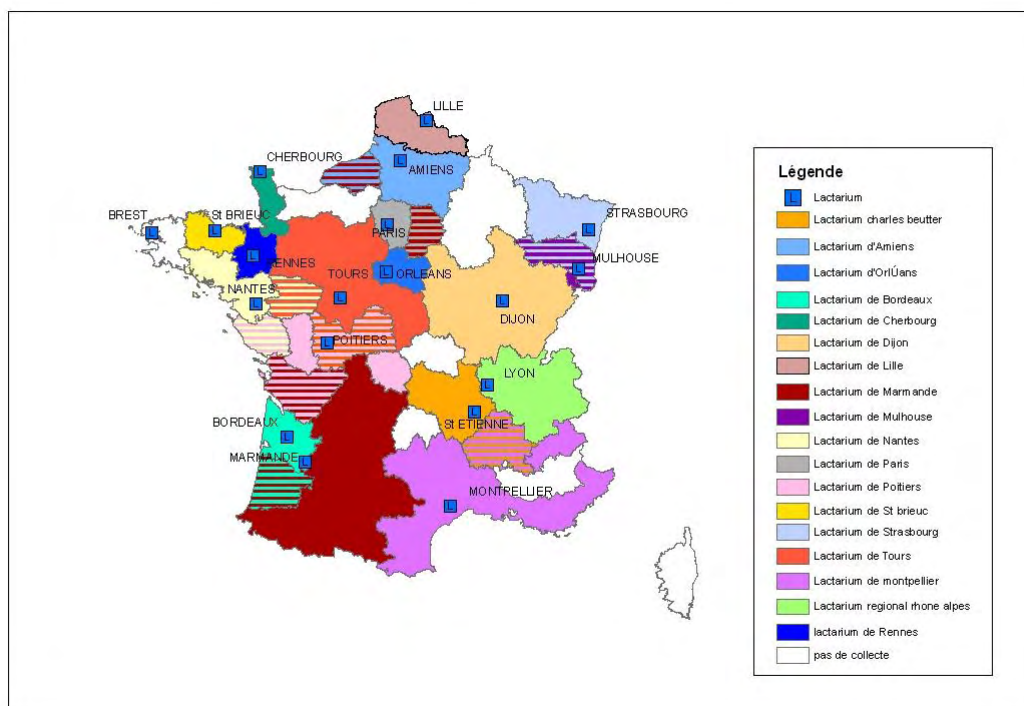 LILLE
CHERBOURG
AMIENS
BREST
St BRIEUC
STRASBOURG
PARIS
RENNES
MULHOUSE
TOURS
ORLEANS
NANTES
DIJON
POITIERS
LYON
BORDEAUX
St ETIENNE
MARMANDE
MONTPELLIER
Légende
L Lactarium
Lactarium charles beutter
Lactarium d'Amiens
Lactarium d'OrlÚans
Lactarium de Bordeaux
Lactarium de Cherbourg
Lactarium de Dijon
Lactarium de Lille
Lactarium de Marmande
Lactarium de Mulhouse
Lactarium de Nantes
Lactarium de Paris
Lactarium de Poitiers
Lactarium de St brieuc
Lactarium de Strasbourg
Lactarium de Tours
Lactarium de montpellier
Lactarium regional rhone alpes
lactarium de Rennes
pas de collecte